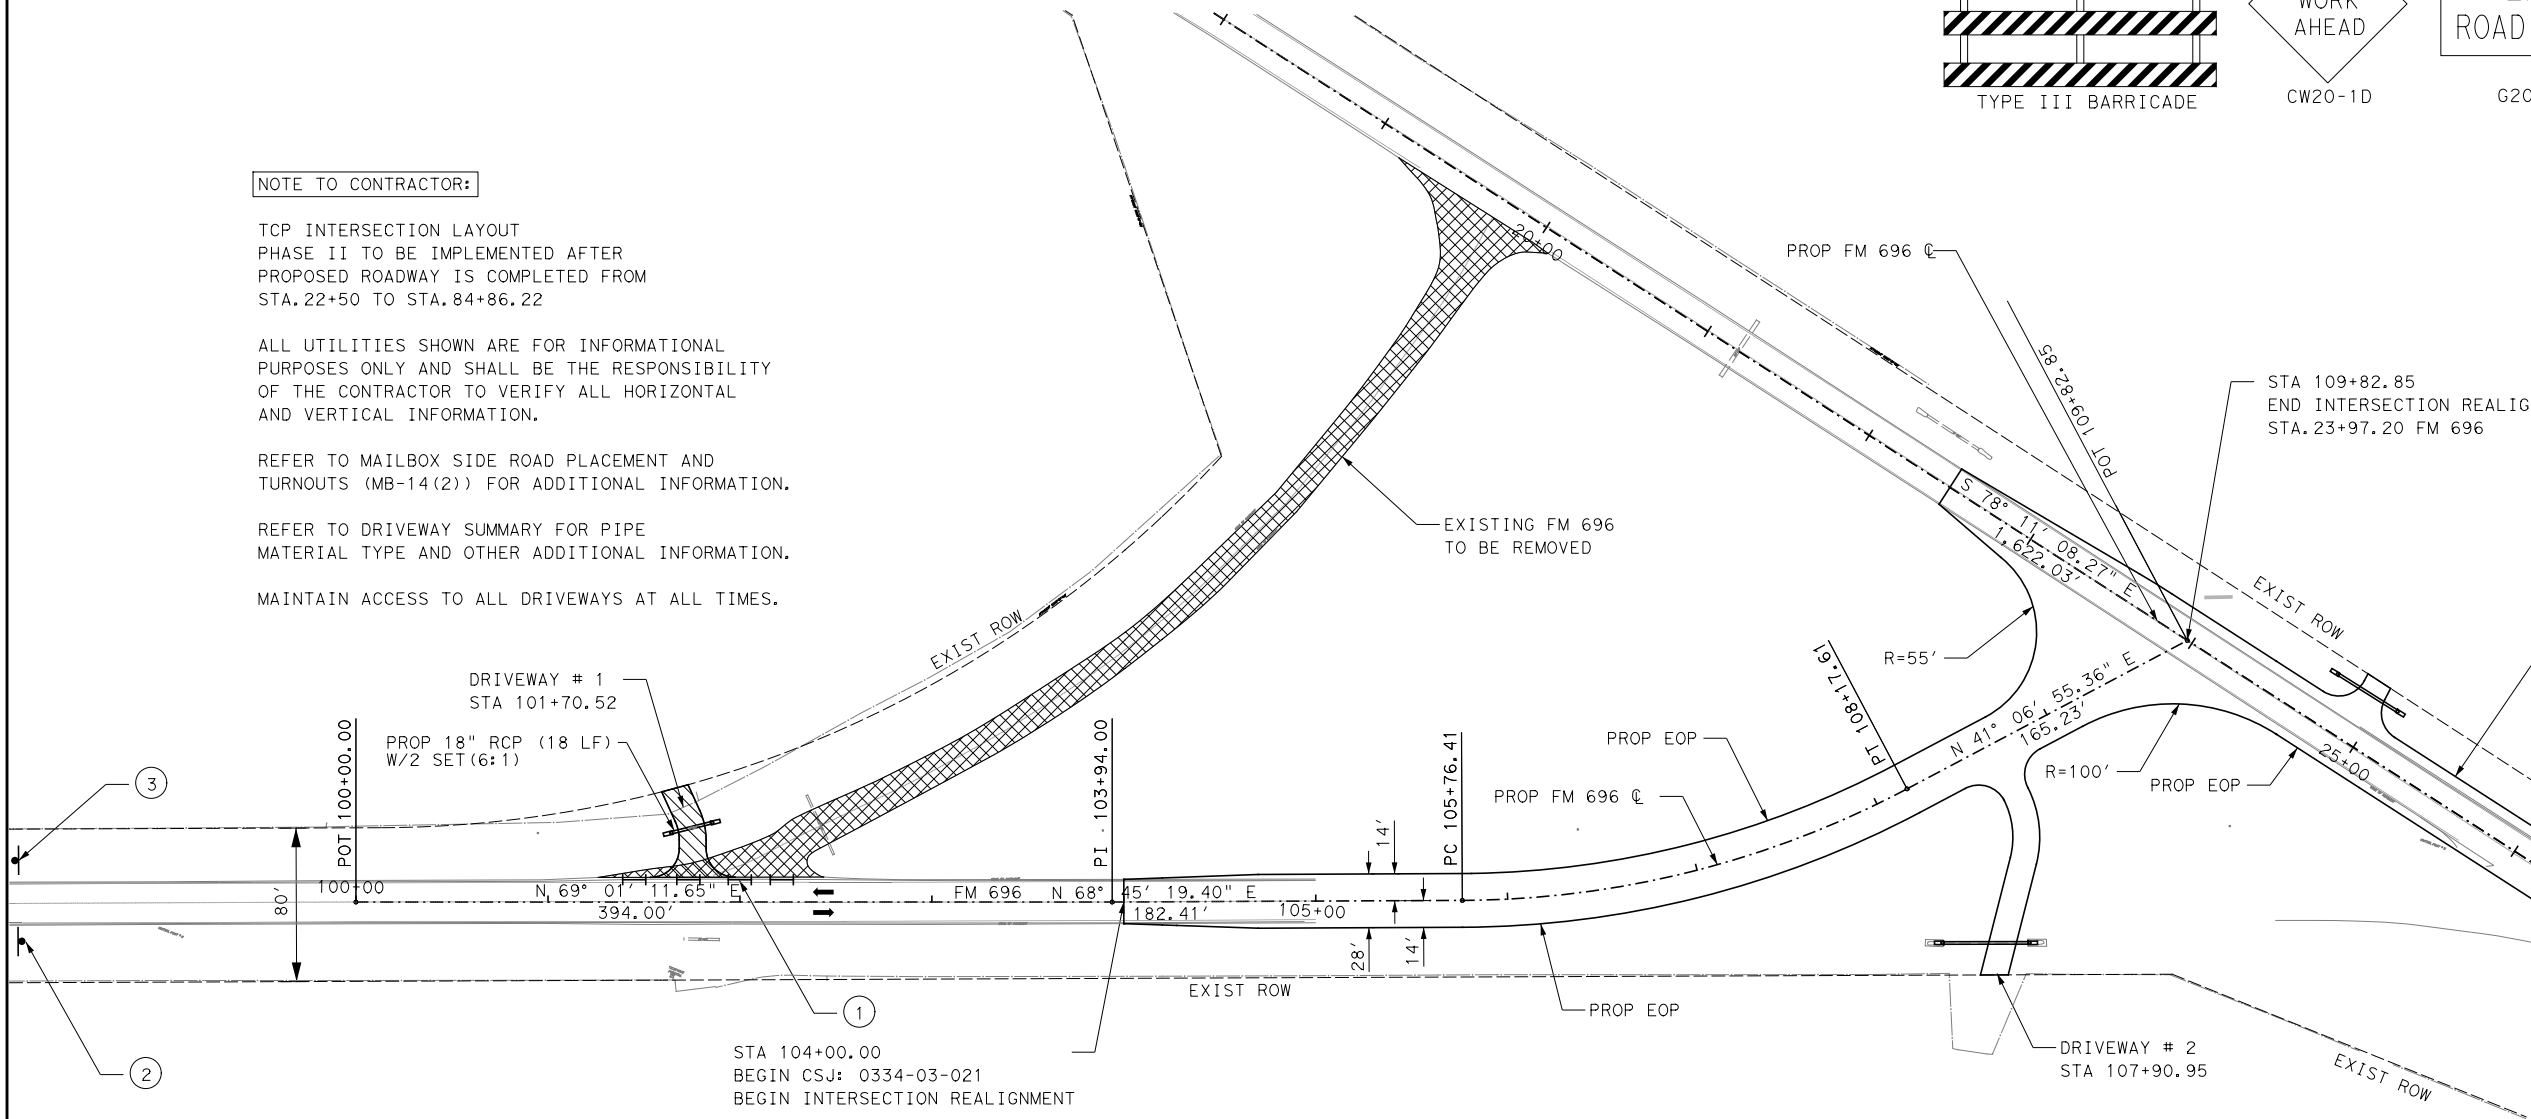 WORK
AHEAD
ROAD
TYPE III BARRICADE
CW20-1D
G20
NOTE TO CONTRACTOR:
TCP INTERSECTION LAYOUT
PHASE II TO BE IMPLEMENTED AFTER
PROPOSED ROADWAY IS COMPLETED FROM
STA.22+50 TO STA.84+86.22
ALL UTILITIES SHOWN ARE FOR INFORMATIONAL
PURPOSES ONLY AND SHALL BE THE RESPONSIBILITY
OF THE CONTRACTOR TO VERIFY ALL HORIZONTAL
AND VERTICAL INFORMATION.
REFER TO MAILBOX SIDE ROAD PLACEMENT AND
TURNOUTS (MB-14(2)) FOR ADDITIONAL INFORMATION.
REFER TO DRIVEWAY SUMMARY FOR PIPE
MATERIAL TYPE AND OTHER ADDITIONAL INFORMATION.
MAINTAIN ACCESS TO ALL DRIVEWAYS AT ALL TIMES.
20+00
PROP FM 696 ℄
POT 109+82.85
STA 109+82.85
END INTERSECTION REALIG
STA.23+97.20 FM 696
EXISTING FM 696
TO BE REMOVED
S 78° 11' 08.27" E
1,622.03'
EXIST ROW
EXIST ROW
R=55'
PT 108+17.61
N 41° 06' 55.36" E
165.23'
DRIVEWAY # 1
STA 101+70.52
PROP 18" RCP (18 LF)
W/2 SET(6:1)
POT 100+00.00
PI 103+94.00
PC 105+76.41
PROP EOP
PROP FM 696 ℄
R=100'
PROP EOP
25+00
3
80'
100+00
N 69° 01' 11.65" E
394.00'
FM 696
N 68° 45' 19.40" E
182.41'
105+00
14'
28'
14'
EXIST ROW
PROP EOP
1
2
STA 104+00.00
BEGIN CSJ: 0334-03-021
BEGIN INTERSECTION REALIGNMENT
DRIVEWAY # 2
STA 107+90.95
EXIST ROW